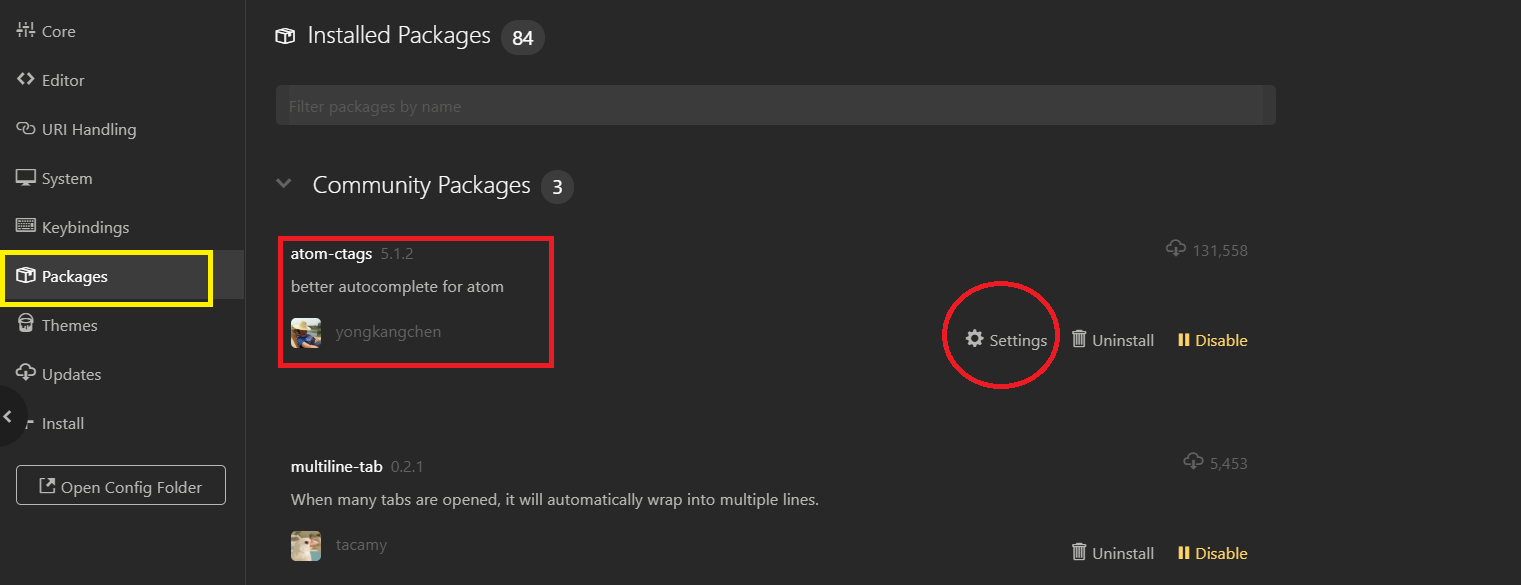 Core
Editor
URI Handling
System
Keybindings
Packages
Themes
Updates
Install
Open Config Folder
Installed Packages 84
Filter packages by name
Community Packages 3
atom-ctags 5.1.2
131,558
better autocomplete for atom
yongkangchen
Settings Uninstall Disable
multiline-tab 0.2.1
5,453
When many tabs are opened, it will automatically wrap into multiple lines.
tacamy
Uninstall Disable